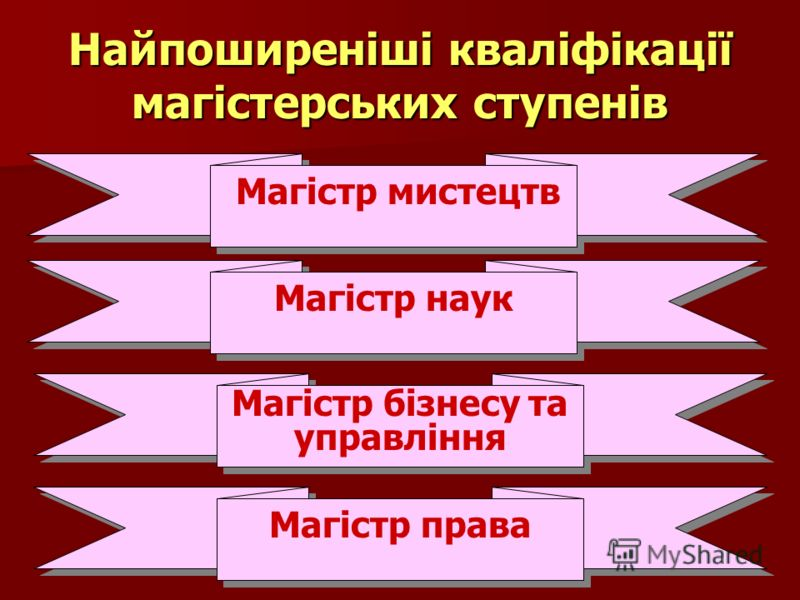 Найпоширеніші кваліфікації
магістерських ступенів
Магістр мистецтв
Магістр наук
Магістр бізнесу та
управління
Магістр права
MyShared